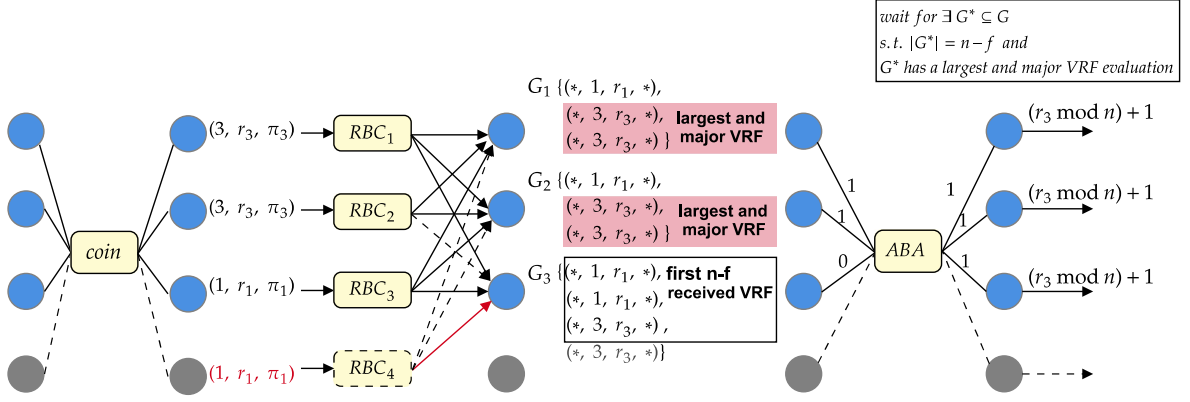 wait for ∃ G* ⊆ G
s.t. |G*| = n − f and
G* has a largest and major VRF evaluation
coin
(3, r₃, π₃)
(3, r₃, π₃)
(1, r₁, π₁)
(1, r₁, π₁)
RBC₁
RBC₂
RBC₃
RBC₄
G₁ {(*, 1, r₁, *),
(*, 3, r₃, *),
(*, 3, r₃, *) }
largest and
major VRF
G₂ {(*, 1, r₁, *),
(*, 3, r₃, *),
(*, 3, r₃, *) }
largest and
major VRF
G₃ {(*, 1, r₁, *),
(*, 1, r₁, *),
(*, 3, r₃, *) ,
(*, 3, r₃, *)}
first n-f
received VRF
1
1
0
ABA
1
1
1
(r₃ mod n) + 1
(r₃ mod n) + 1
(r₃ mod n) + 1